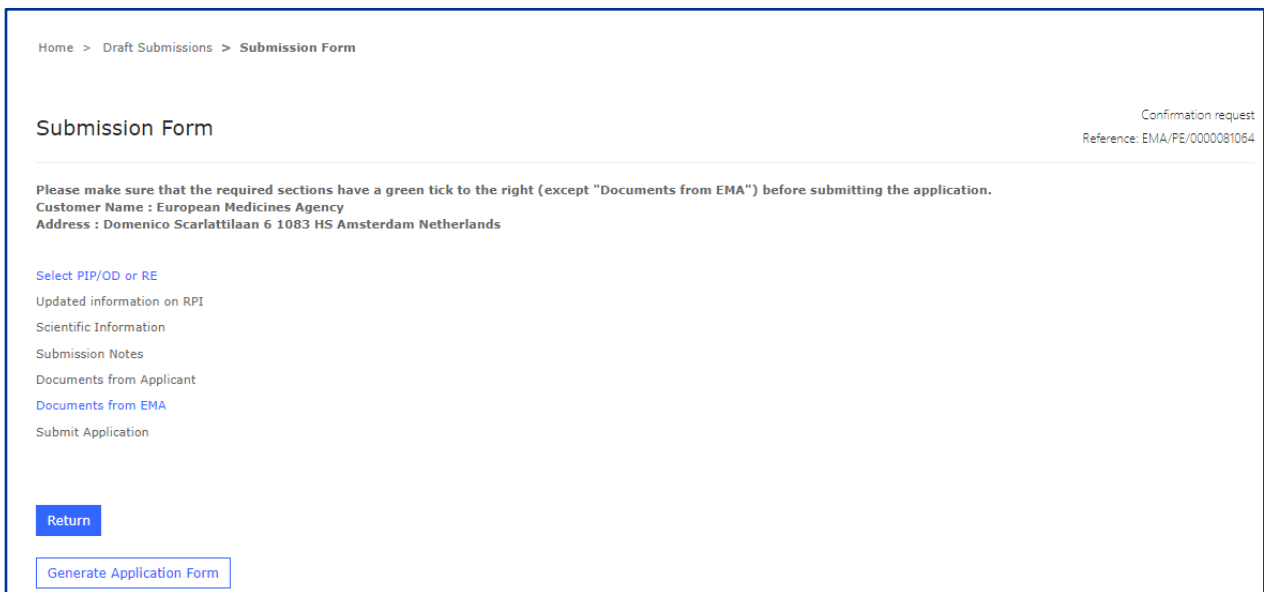 Home > Draft Submissions > Submission Form
Submission Form
Confirmation request
Reference: EMA/PE/0000081064
Please make sure that the required sections have a green tick to the right (except "Documents from EMA") before submitting the application.
Customer Name : European Medicines Agency
Address : Domenico Scarlattilaan 6 1083 HS Amsterdam Netherlands
Select PIP/OD or RE
Updated information on RPI
Scientific Information
Submission Notes
Documents from Applicant
Documents from EMA
Submit Application
Return
Generate Application Form